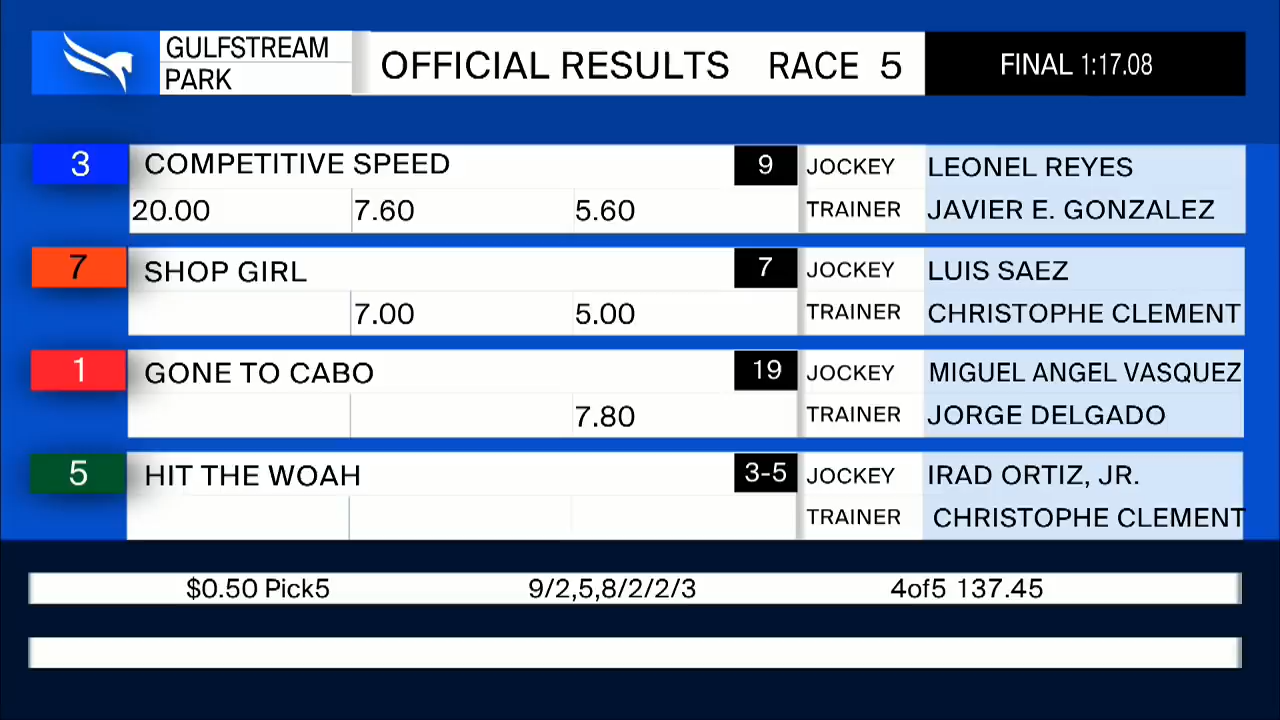 GULFSTREAM
PARK
OFFICIAL RESULTS RACE 5
FINAL 1:17.08
3 COMPETITIVE SPEED 9 JOCKEY LEONEL REYES
20.00 7.60 5.60 TRAINER JAVIER E. GONZALEZ
7 SHOP GIRL 7 JOCKEY LUIS SAEZ
7.00 5.00 TRAINER CHRISTOPHE CLEMENT
1 GONE TO CABO 19 JOCKEY MIGUEL ANGEL VASQUEZ
7.80 TRAINER JORGE DELGADO
5 HIT THE WOAH 3-5 JOCKEY IRAD ORTIZ, JR.
TRAINER CHRISTOPHE CLEMENT
$0.50 Pick5 9/2,5,8/2/2/3 4of5 137.45